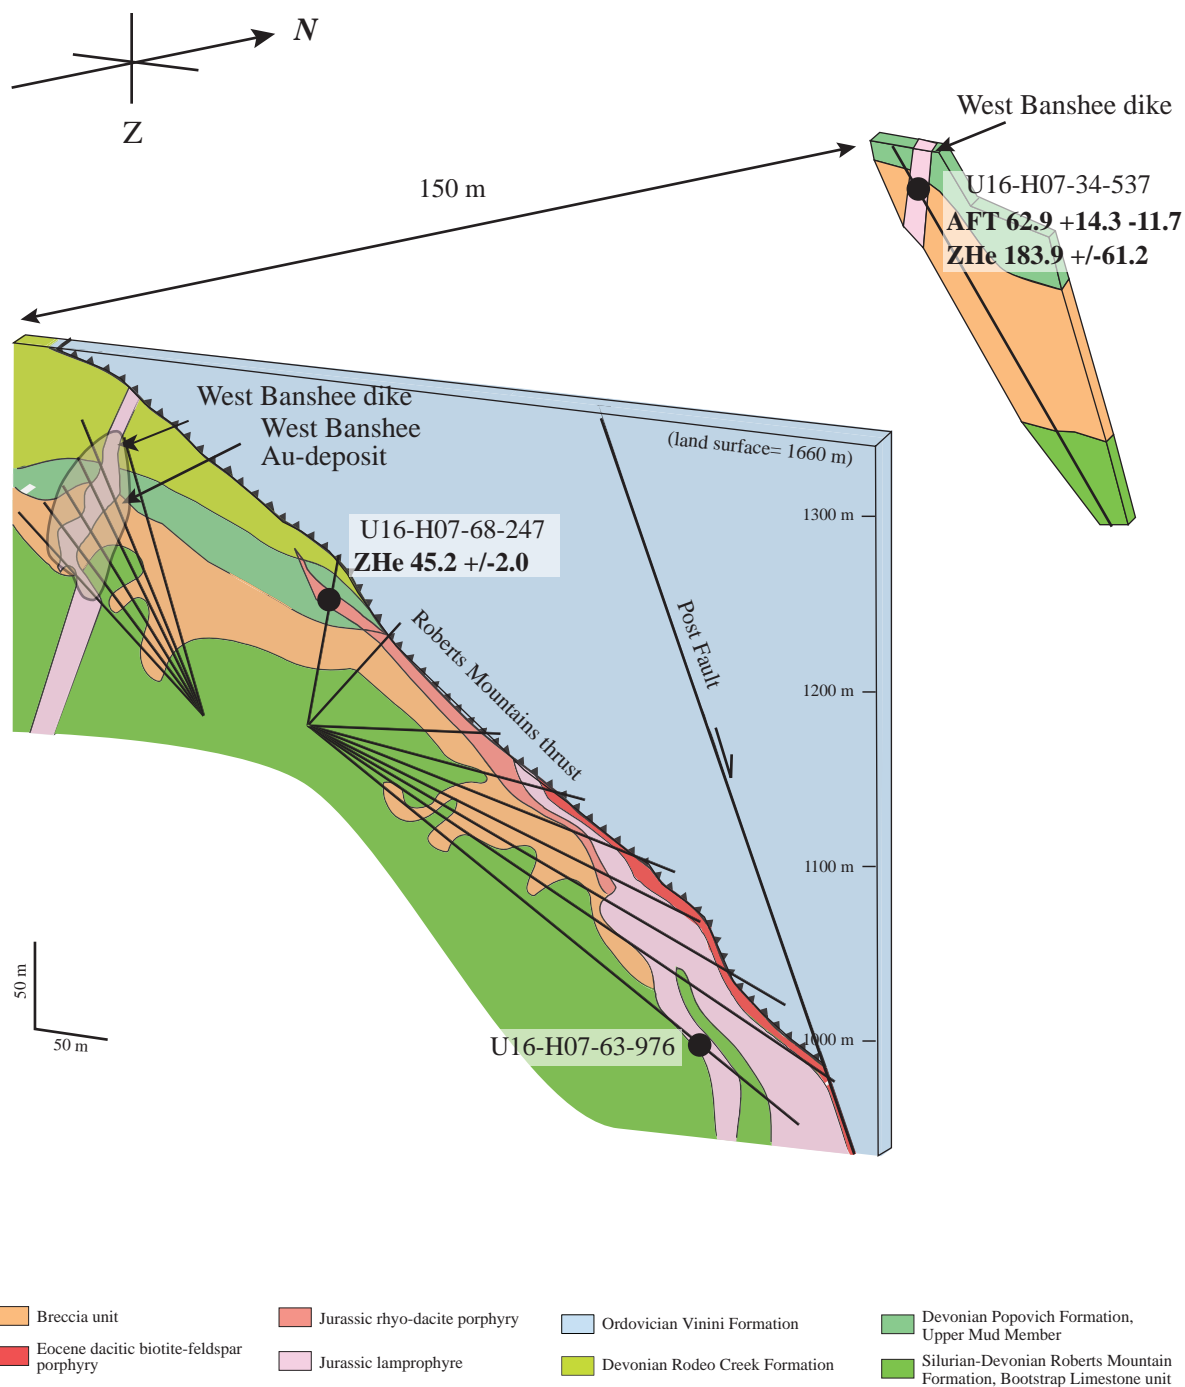 N
Z
West Banshee dike
150 m
U16-H07-34-537
AFT 62.9 +14.3 -11.7
ZHe 183.9 +/-61.2
West Banshee dike
West Banshee
Au-deposit
(land surface= 1660 m)
1300 m
U16-H07-68-247
ZHe 45.2 +/-2.0
Roberts Mountains thrust
Post Fault
1200 m
1100 m
1000 m
50 m
50 m
U16-H07-63-976
Breccia unit
Eocene dacitic biotite-feldspar
porphyry
Jurassic rhyo-dacite porphyry
Jurassic lamprophyre
Ordovician Vinini Formation
Devonian Rodeo Creek Formation
Devonian Popovich Formation,
Upper Mud Member
Silurian-Devonian Roberts Mountain
Formation, Bootstrap Limestone unit